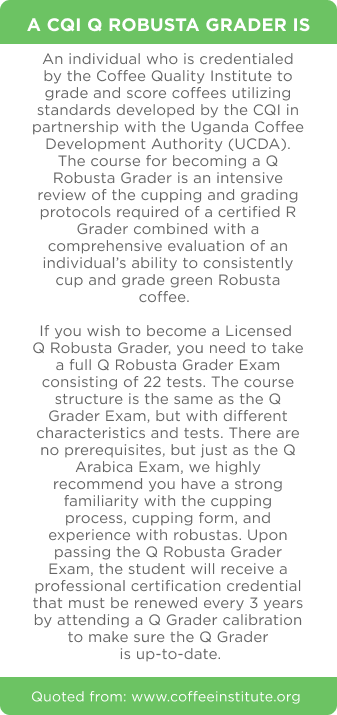 A CQI Q ROBUSTA GRADER IS
An individual who is credentialed
by the Coffee Quality Institute to
grade and score coffees utilizing
standards developed by the CQI in
partnership with the Uganda Coffee
Development Authority (UCDA).
The course for becoming a Q
Robusta Grader is an intensive
review of the cupping and grading
protocols required of a certified R
Grader combined with a
comprehensive evaluation of an
individual’s ability to consistently
cup and grade green Robusta
coffee.
If you wish to become a Licensed
Q Robusta Grader, you need to take
a full Q Robusta Grader Exam
consisting of 22 tests. The course
structure is the same as the Q
Grader Exam, but with different
characteristics and tests. There are
no prerequisites, but just as the Q
Arabica Exam, we highly
recommend you have a strong
familiarity with the cupping
process, cupping form, and
experience with robustas. Upon
passing the Q Robusta Grader
Exam, the student will receive a
professional certification credential
that must be renewed every 3 years
by attending a Q Grader calibration
to make sure the Q Grader
is up-to-date.
Quoted from: www.coffeeinstitute.org